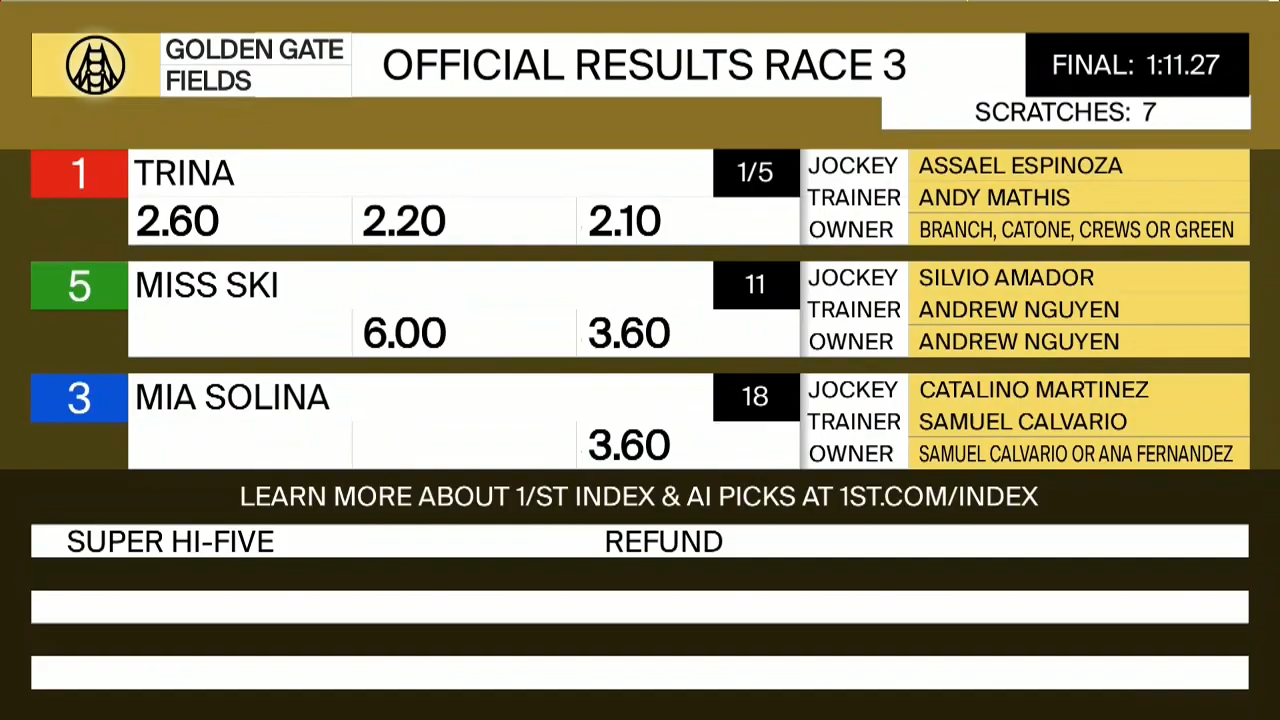 GOLDEN GATE
FIELDS
OFFICIAL RESULTS RACE 3
FINAL: 1:11.27
SCRATCHES: 7
1 TRINA 1/5 JOCKEY ASSAEL ESPINOZA
TRAINER ANDY MATHIS
2.60 2.20 2.10 OWNER BRANCH, CATONE, CREWS OR GREEN
5 MISS SKI 11 JOCKEY SILVIO AMADOR
TRAINER ANDREW NGUYEN
6.00 3.60 OWNER ANDREW NGUYEN
3 MIA SOLINA 18 JOCKEY CATALINO MARTINEZ
TRAINER SAMUEL CALVARIO
3.60 OWNER SAMUEL CALVARIO OR ANA FERNANDEZ
LEARN MORE ABOUT 1/ST INDEX & AI PICKS AT 1ST.COM/INDEX
SUPER HI-FIVE REFUND